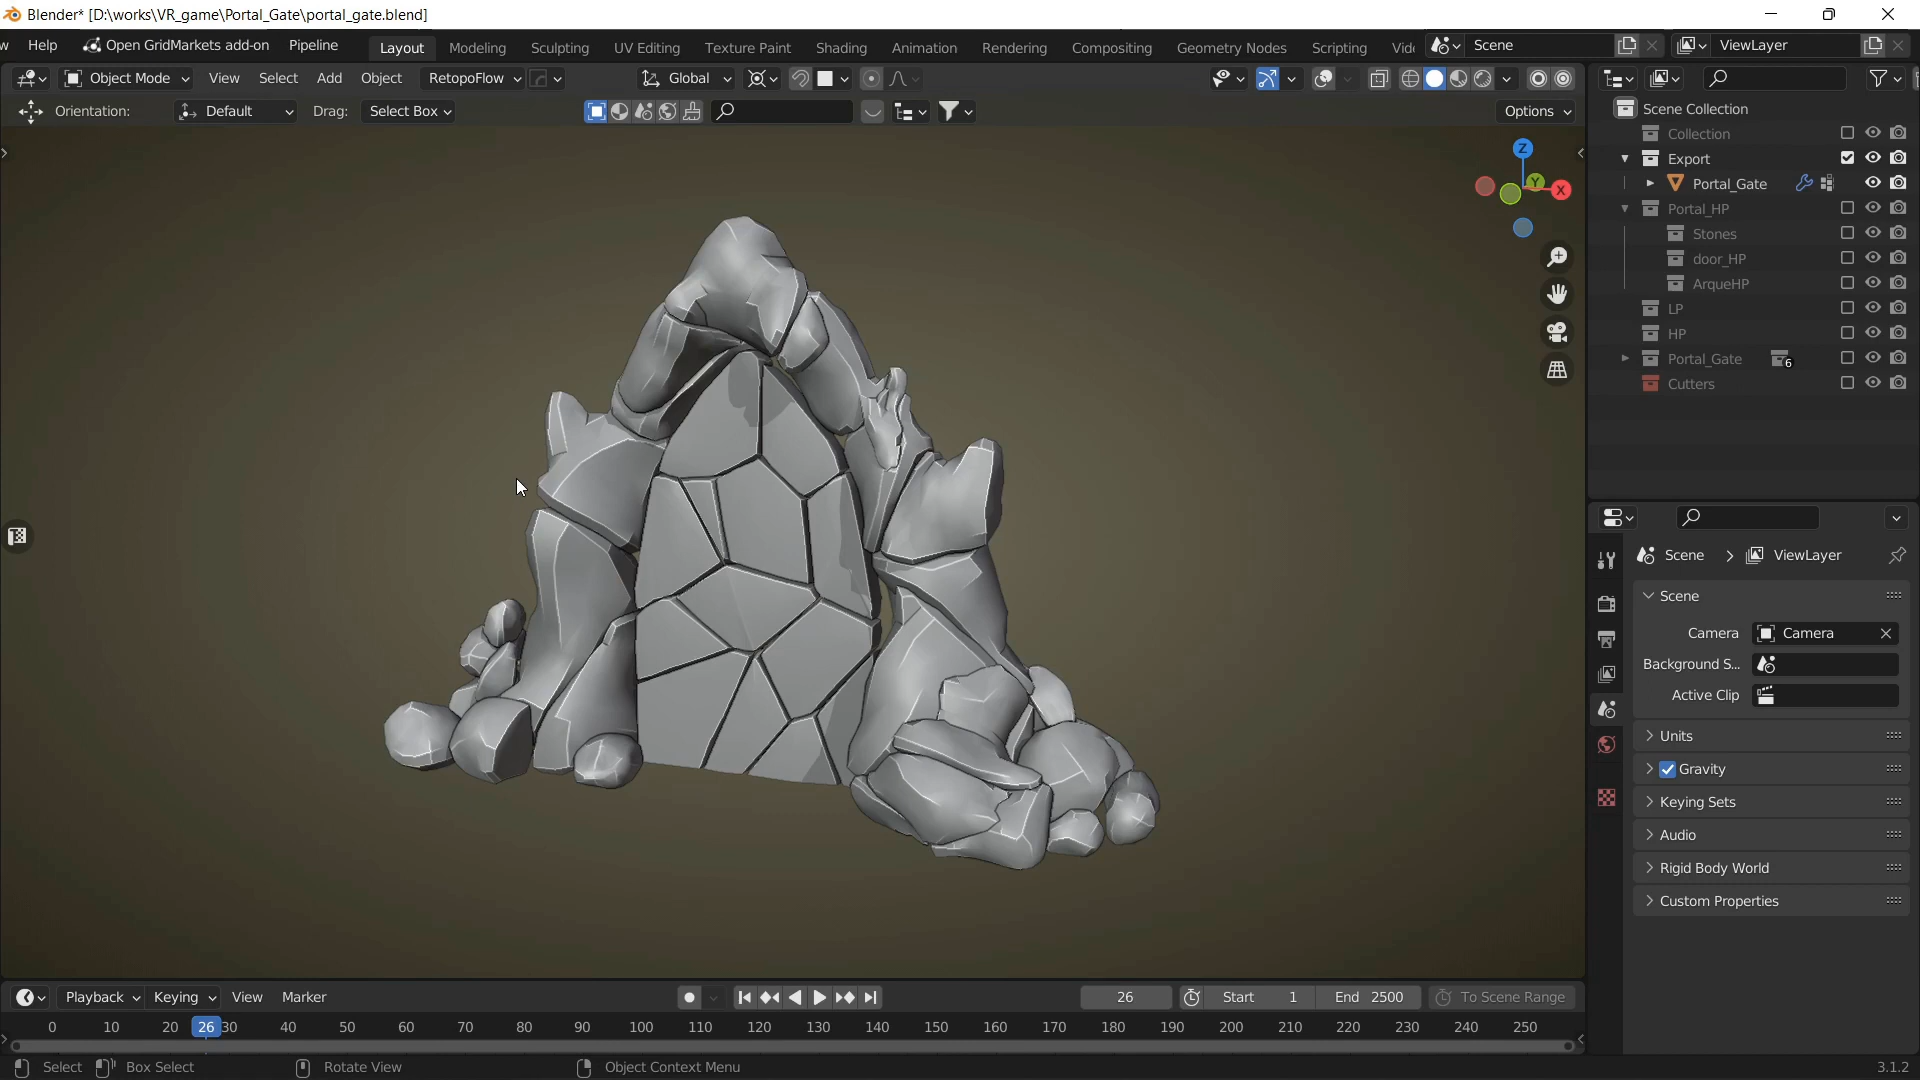 Blender* [D:\works\VR_game\Portal_Gate\portal_gate.blend]
w Help Open GridMarkets add-on Pipeline Layout Modeling Sculpting UV Editing Texture Paint Shading Animation Rendering Compositing Geometry Nodes Scripting Vid Scene ViewLayer
Object Mode View Select Add Object RetopoFlow Global
Orientation: Default Drag: Select Box Options
Z
Y
X
Scene Collection
Collection
Export
Portal_Gate
Portal_HP
Stones
door_HP
ArqueHP
LP
HP
Portal_Gate 6
Cutters
Scene ViewLayer
Scene
Camera Camera
Background S...
Active Clip
Units
Gravity
Keying Sets
Audio
Rigid Body World
Custom Properties
Playback Keying View Marker 26 Start 1 End 2500 To Scene Range
0 10 20 26 30 40 50 60 70 80 90 100 110 120 130 140 150 160 170 180 190 200 210 220 230 240 250
Select Box Select Rotate View Object Context Menu 3.1.2